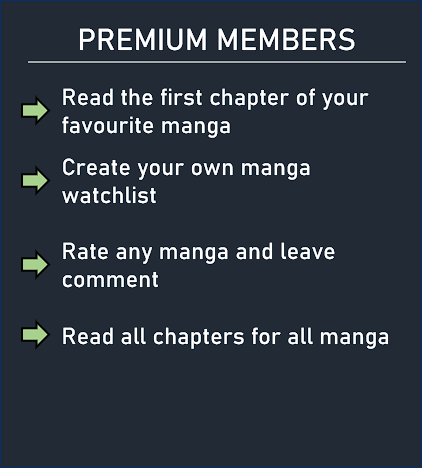 PREMIUM MEMBERS
Read the first chapter of your
favourite manga
Create your own manga
watchlist
Rate any manga and leave
comment
Read all chapters for all manga